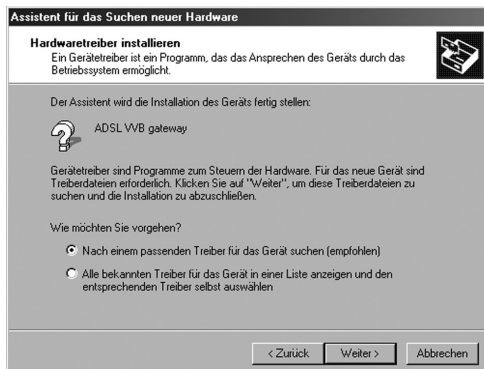 Assistent für das Suchen neuer Hardware
Hardwaretreiber installieren
Ein Gerätetreiber ist ein Programm, das das Ansprechen des Geräts durch das
Betriebssystem ermöglicht.
Der Assistent wird die Installation des Geräts fertig stellen:
ADSL VVB gateway
Gerätetreiber sind Programme zum Steuern der Hardware. Für das neue Gerät sind
Treiberdateien erforderlich. Klicken Sie auf "Weiter", um diese Treiberdateien zu
suchen und die Installation zu abzuschließen.
Wie möchten Sie vorgehen?
Nach einem passenden Treiber für das Gerät suchen (empfohlen)
Alle bekannten Treiber für das Gerät in einer Liste anzeigen und den
entsprechenden Treiber selbst auswählen
< Zurück Weiter > Abbrechen